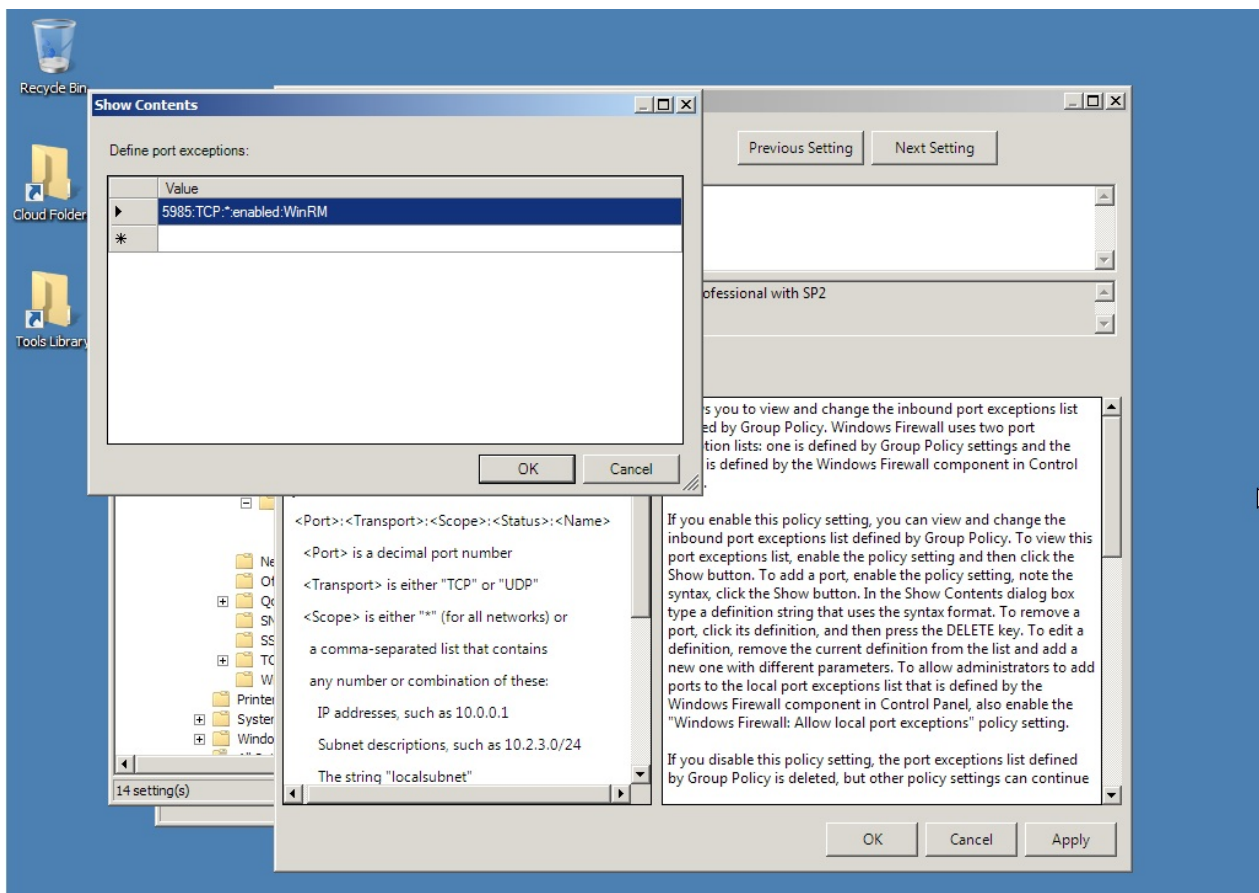 Recycle Bin
Cloud Folder
Tools Library
Show Contents
Define port exceptions:
Value
5985:TCP:*:enabled:WinRM
OK
Cancel
Previous Setting
Next Setting
ofessional with SP2
<Port>:<Transport>:<Scope>:<Status>:<Name>
<Port> is a decimal port number
<Transport> is either "TCP" or "UDP"
<Scope> is either "*" (for all networks) or
a comma-separated list that contains
any number or combination of these:
IP addresses, such as 10.0.0.1
Subnet descriptions, such as 10.2.3.0/24
The string "localsubnet"
s you to view and change the inbound port exceptions list
ed by Group Policy. Windows Firewall uses two port
tion lists: one is defined by Group Policy settings and the
is defined by the Windows Firewall component in Control
If you enable this policy setting, you can view and change the
inbound port exceptions list defined by Group Policy. To view this
port exceptions list, enable the policy setting and then click the
Show button. To add a port, enable the policy setting, note the
syntax, click the Show button. In the Show Contents dialog box
type a definition string that uses the syntax format. To remove a
port, click its definition, and then press the DELETE key. To edit a
definition, remove the current definition from the list and add a
new one with different parameters. To allow administrators to add
ports to the local port exceptions list that is defined by the
Windows Firewall component in Control Panel, also enable the
"Windows Firewall: Allow local port exceptions" policy setting.
If you disable this policy setting, the port exceptions list defined
by Group Policy is deleted, but other policy settings can continue
Ne
Of
Qo
SN
SS
TC
W
Printer
System
Windo
14 setting(s)
OK
Cancel
Apply